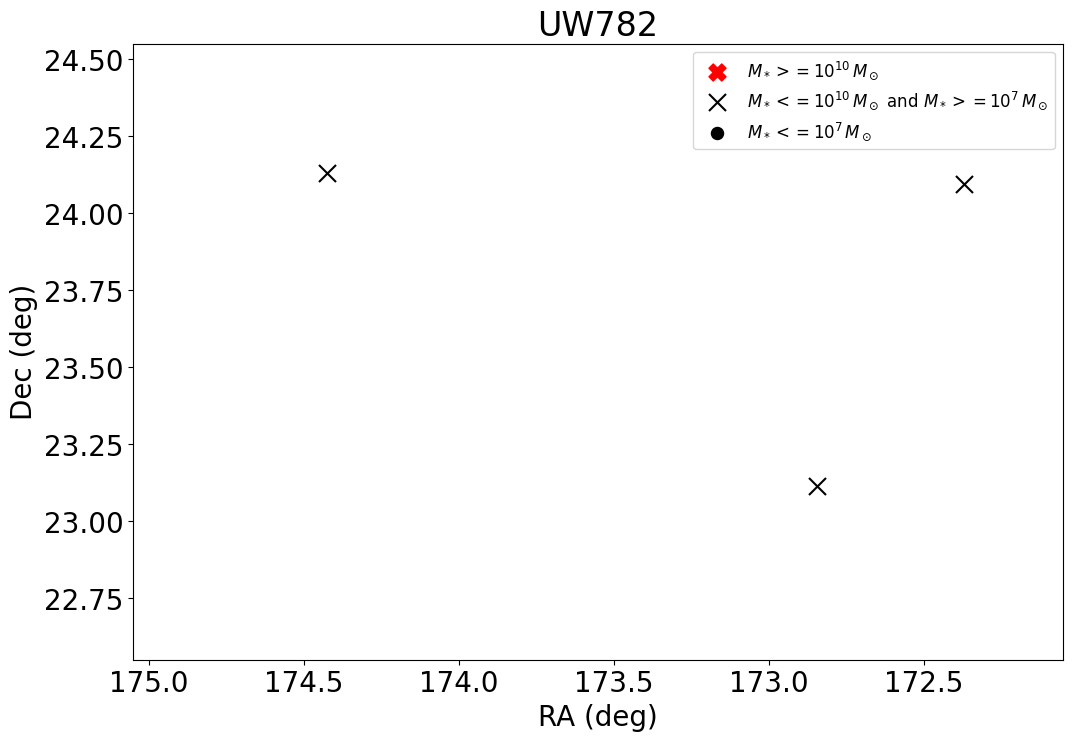 UW782
24.50
24.25
24.00
23.75
23.50
23.25
23.00
22.75
Dec (deg)
M* >= 10^10 M⊙
M* <= 10^10 M⊙ and M* >= 10^7 M⊙
M* <= 10^7 M⊙
175.0 174.5 174.0 173.5 173.0 172.5
RA (deg)